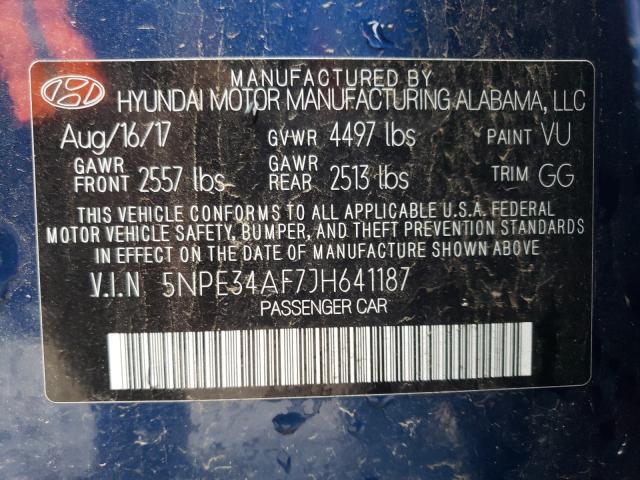 MANUFACTURED BY
HYUNDAI MOTOR MANUFACTURING ALABAMA, LLC
Aug/16/17 GVWR 4497 lbs PAINT VU
GAWR FRONT 2557 lbs GAWR REAR 2513 lbs TRIM GG
THIS VEHICLE CONFORMS TO ALL APPLICABLE U.S.A. FEDERAL
MOTOR VEHICLE SAFETY, BUMPER, AND THEFT PREVENTION STANDARDS
IN EFFECT ON THE DATE OF MANUFACTURE SHOWN ABOVE.
V.I.N 5NPE34AF7JH641187
PASSENGER CAR